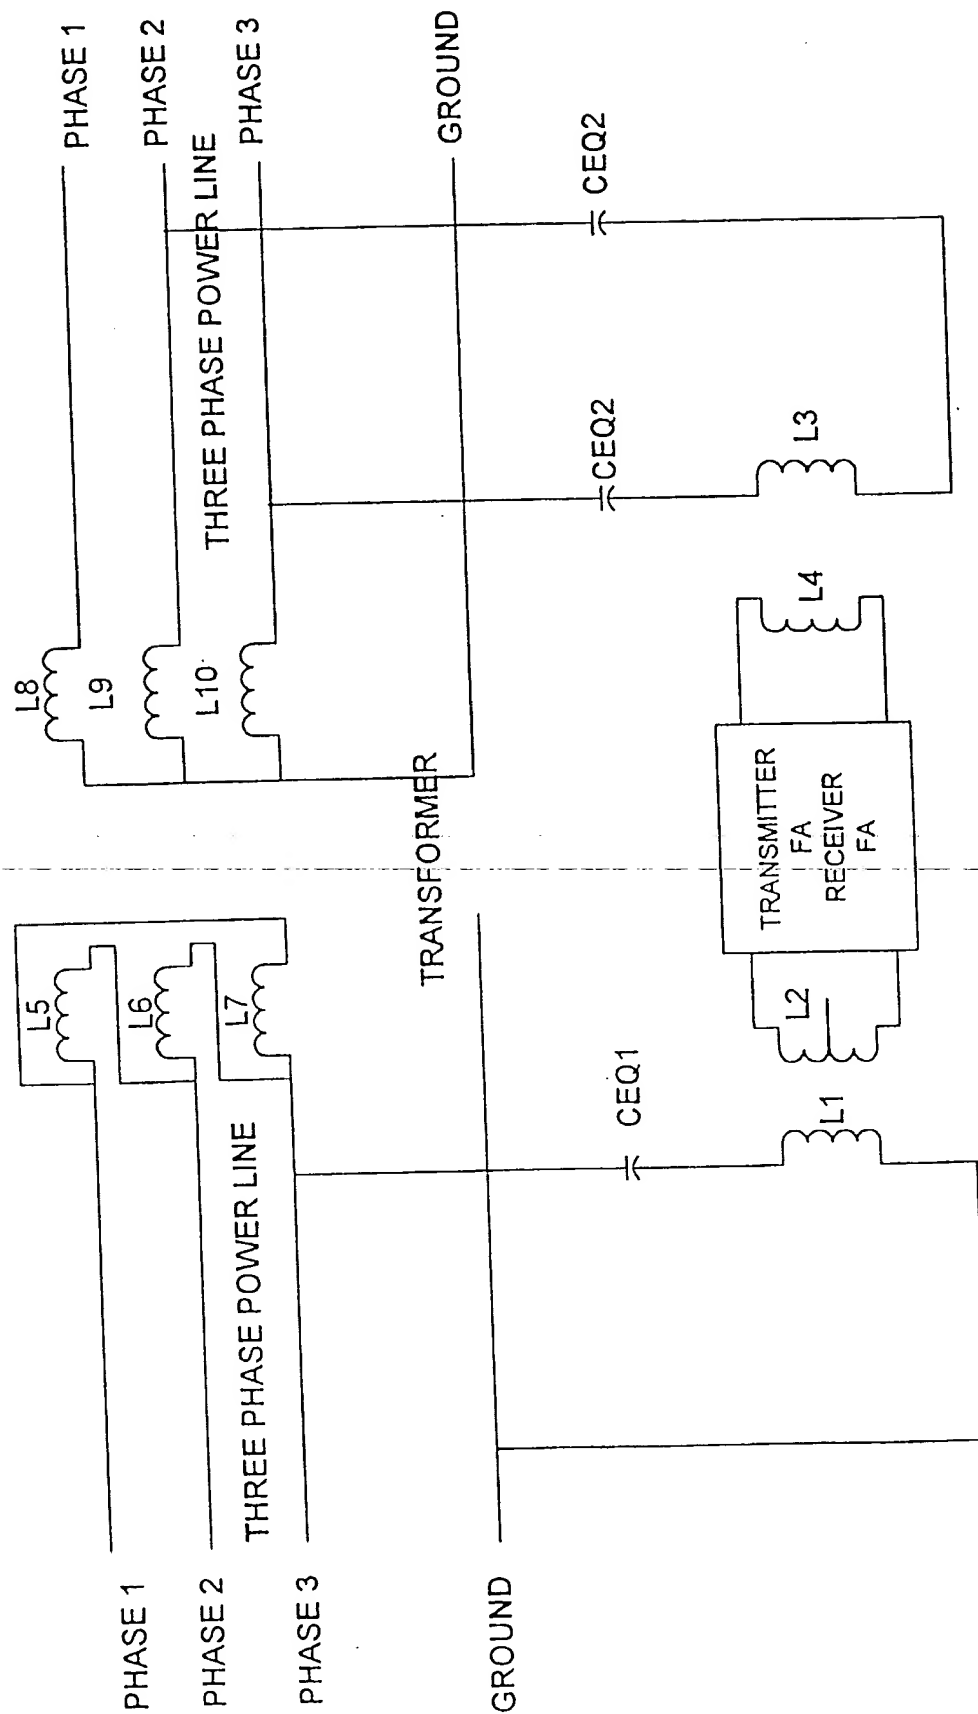 PHASE 1
PHASE 2
PHASE 3
GROUND
THREE PHASE POWER LINE
L5
L6
L7
TRANSFORMER
L8
L9
L10
THREE PHASE POWER LINE
PHASE 1
PHASE 2
PHASE 3
GROUND
CEQ1
L1
L2
TRANSMITTER
FA
RECEIVER
FA
L4
L3
CEQ2
CEQ2